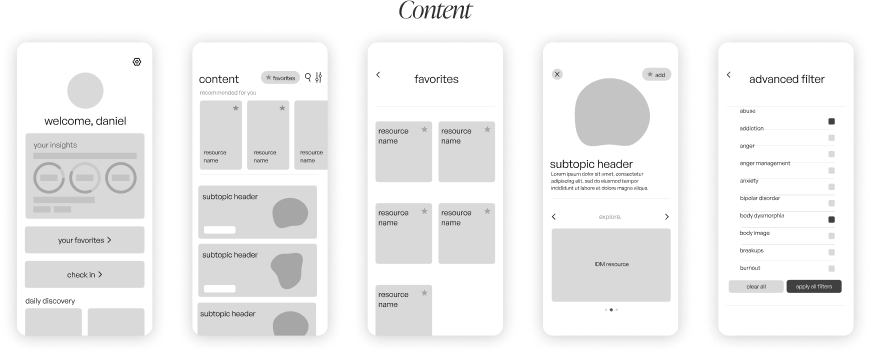 Content
welcome, daniel
your insights
your favorites >
check in >
daily discovery
content
★ favorites
recommended for you
resource
name
resource
name
resource
name
subtopic header
subtopic header
subtopic header
<
favorites
resource
name
resource
name
resource
name
resource
name
resource
name
★ add
subtopic header
Lorem ipsum dolor sit amet, consectetur
adipiscing elit, sed do eiusmod tempor
incididunt ut labore et dolore magna aliqua.
< explore. >
IDM resource
<
advanced filter
abuse
addiction
anger
anger management
anxiety
bipolar disorder
body dysmorphia
body image
breakups
burnout
clear all
apply all filters